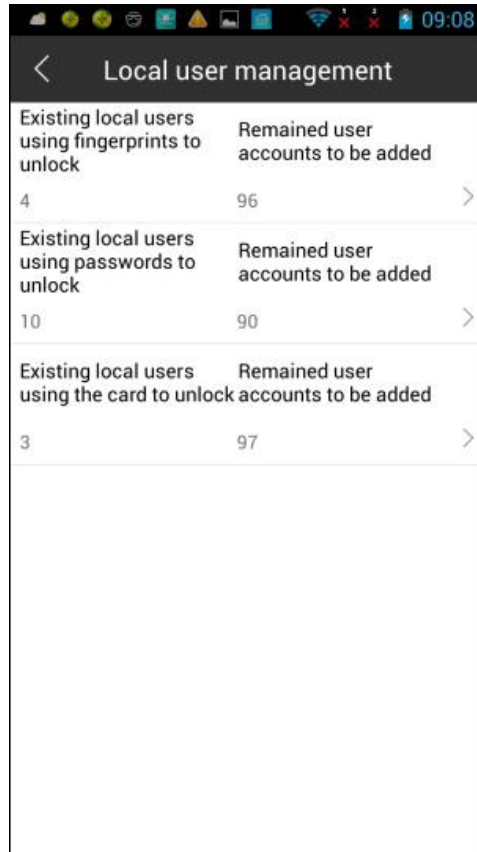 1 2 09:08
Local user management
Existing local users
using fingerprints to
unlock
Remained user
accounts to be added
4
96
Existing local users
using passwords to
unlock
Remained user
accounts to be added
10
90
Existing local users
using the card to unlock
Remained user
accounts to be added
3
97